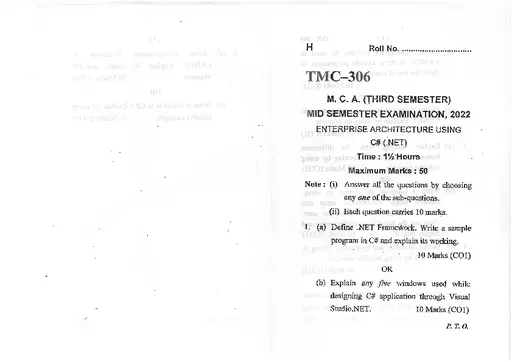 H Roll No. ..............................
TMC–306
M. C. A. (THIRD SEMESTER)
MID SEMESTER EXAMINATION, 2022
ENTERPRISE ARCHITECTURE USING
C# (.NET)
Time : 1½ Hours
Maximum Marks : 50
Note : (i) Answer all the questions by choosing
any one of the sub-questions.
(ii) Each question carries 10 marks.
1. (a) Define .NET Framework. Write a sample
program in C# and explain its working.
10 Marks (CO1)
OR
(b) Explain any five windows used while
designing C# application through Visual
Studio.NET. 10 Marks (CO1)
P. T. O.